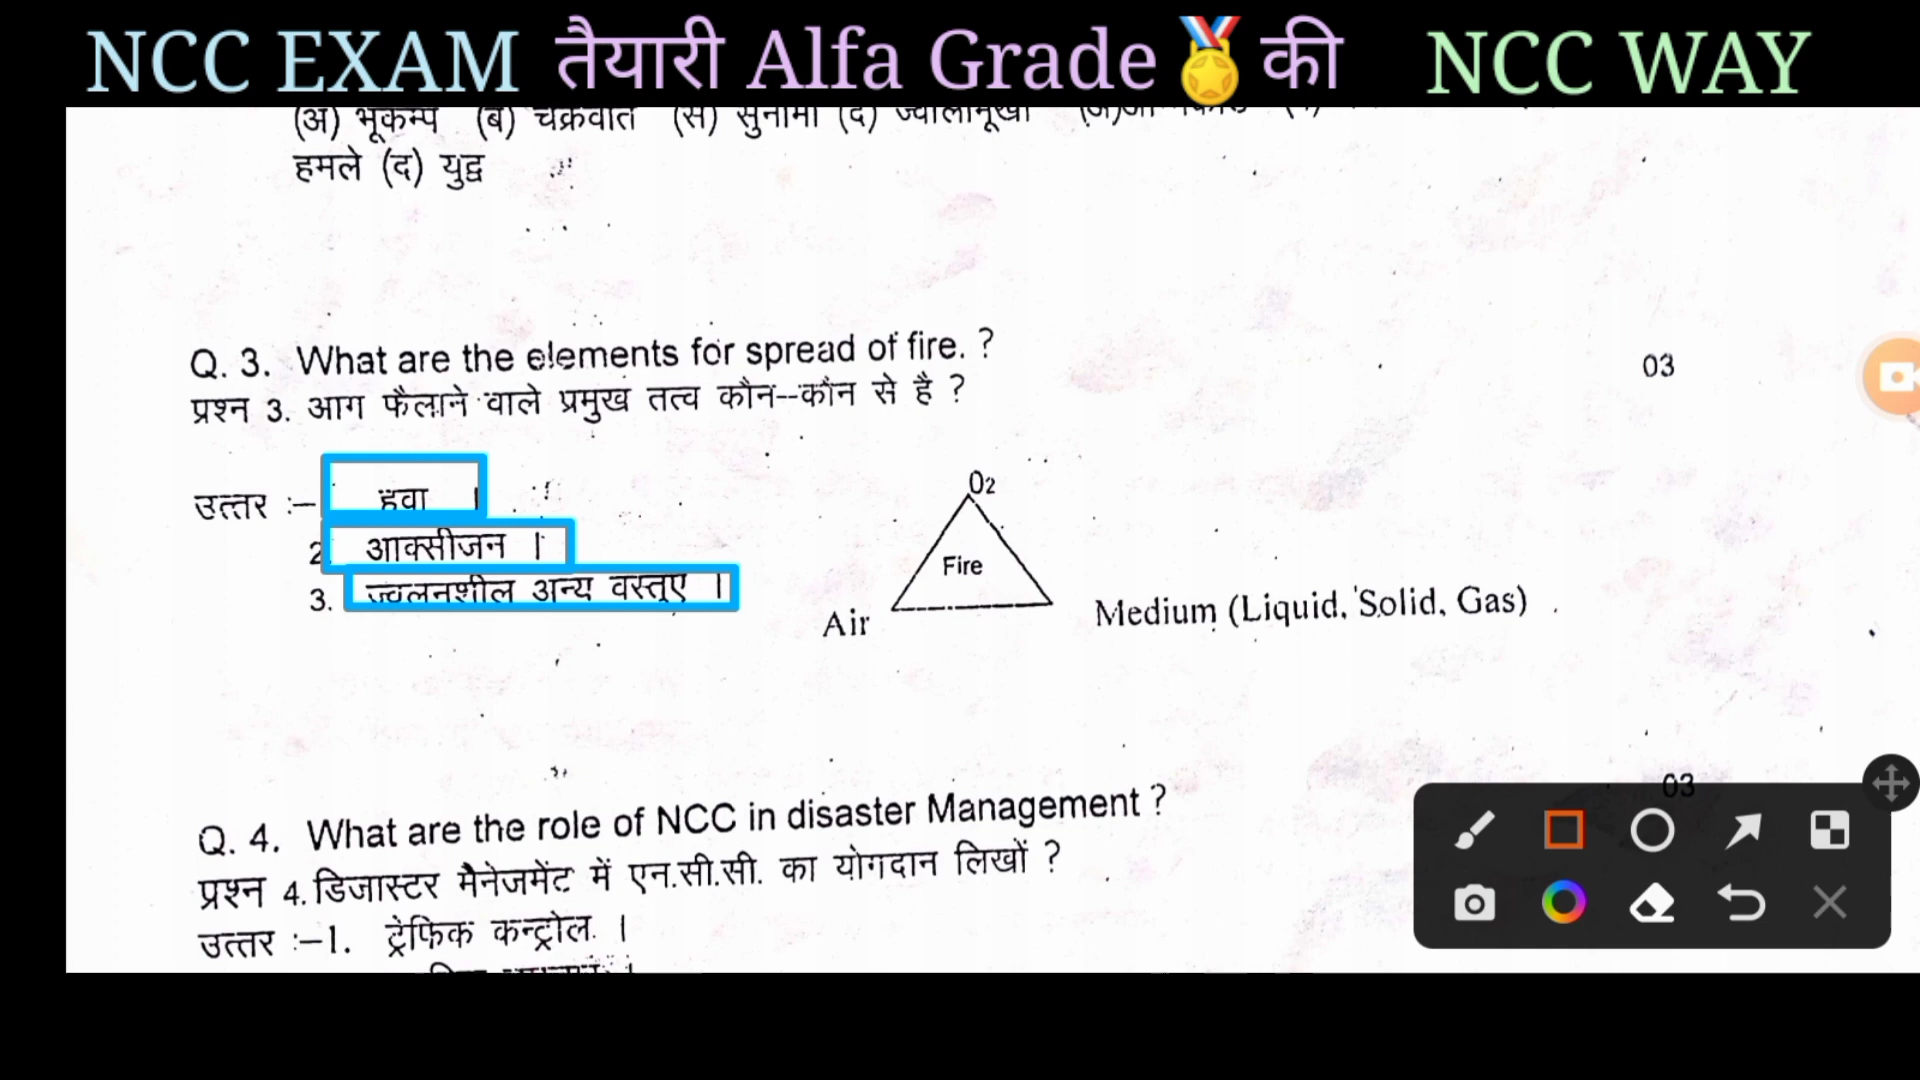 NCC EXAM तैयारी Alfa Grade🏅की NCC WAY
(अ) भूकम्प (ब) चक्रवात (स) सुनामी (द) ज्वालामूखी
हमले (द) युद्व
Q. 3. What are the elements for spread of fire. ?
03
प्रश्न 3. आग फैलाने वाले प्रमुख तत्व कौन--कौन से है ?
उत्तर :– हवा ।
2. आक्सीजन ।
3. ज्वलनशील अन्य वस्तुए ।
O2
Fire
Air
Medium (Liquid, Solid, Gas)
03
Q. 4. What are the role of NCC in disaster Management ?
प्रश्न 4. डिजास्टर मैनेजमेंट में एन.सी.सी. का योगदान लिखों ?
उत्तर :–1. ट्रेफिक कन्ट्रोल. ।